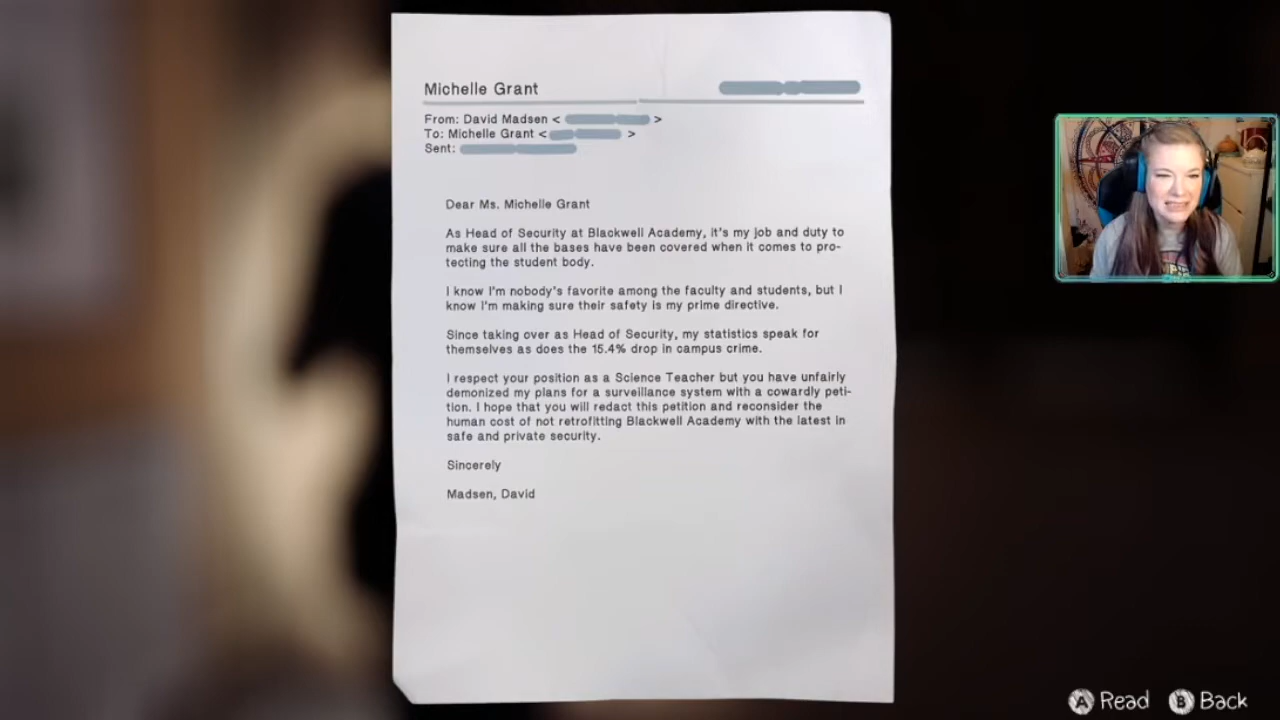 Michelle Grant
From: David Madsen < >
To: Michelle Grant < >
Sent:
Dear Ms. Michelle Grant
As Head of Security at Blackwell Academy, it's my job and duty to
make sure all the bases have been covered when it comes to pro-
tecting the student body.
I know I'm nobody's favorite among the faculty and students, but I
know I'm making sure their safety is my prime directive.
Since taking over as Head of Security, my statistics speak for
themselves as does the 15.4% drop in campus crime.
I respect your position as a Science Teacher but you have unfairly
demonized my plans for a surveillance system with a cowardly peti-
tion. I hope that you will redact this petition and reconsider the
human cost of not retrofitting Blackwell Academy with the latest in
safe and private security.
Sincerely
Madsen, David
A Read B Back